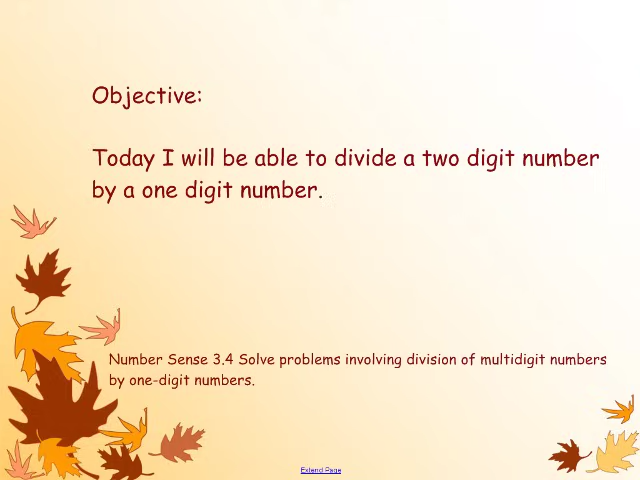 Objective:
Today I will be able to divide a two digit number
by a one digit number.
Number Sense 3.4 Solve problems involving division of multidigit numbers
by one-digit numbers.
Extend Page